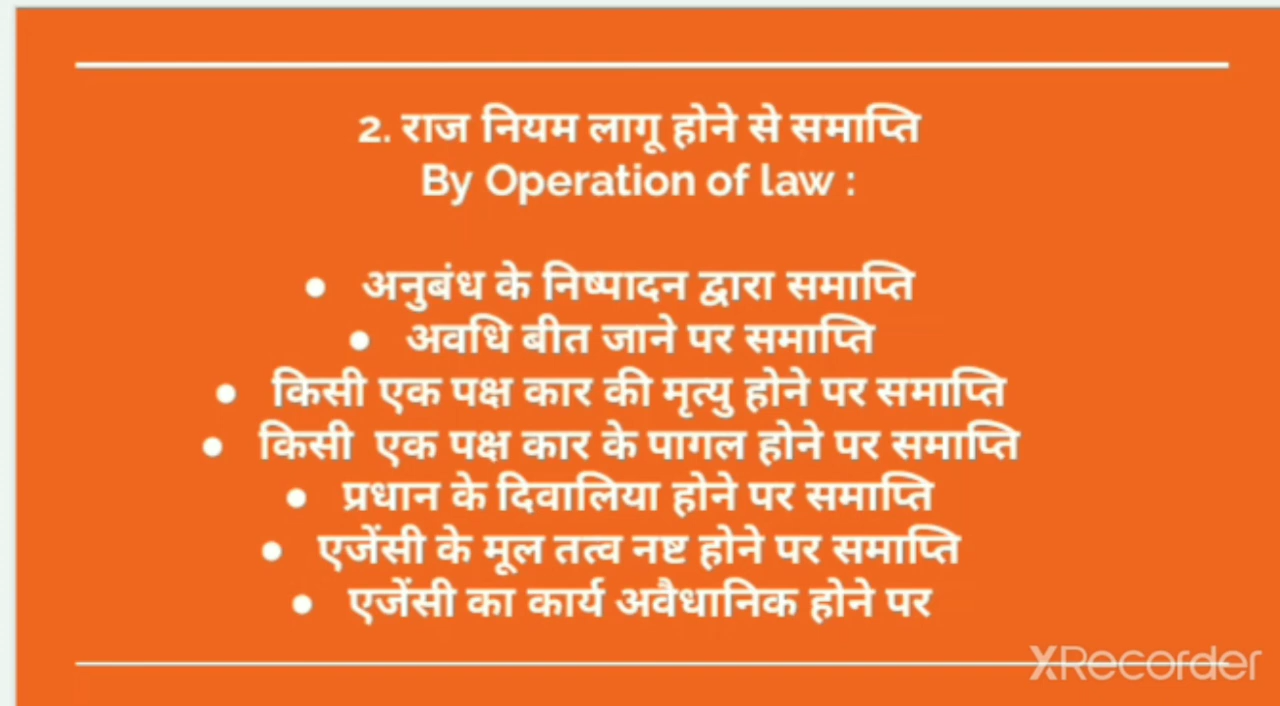 2. राज नियम लागू होने से समाप्ति
By Operation of law :
● अनुबंध के निष्पादन द्वारा समाप्ति
● अवधि बीत जाने पर समाप्ति
● किसी एक पक्ष कार की मृत्यु होने पर समाप्ति
● किसी एक पक्ष कार के पागल होने पर समाप्ति
● प्रधान के दिवालिया होने पर समाप्ति
● एजेंसी के मूल तत्व नष्ट होने पर समाप्ति
● एजेंसी का कार्य अवैधानिक होने पर
XRecorder